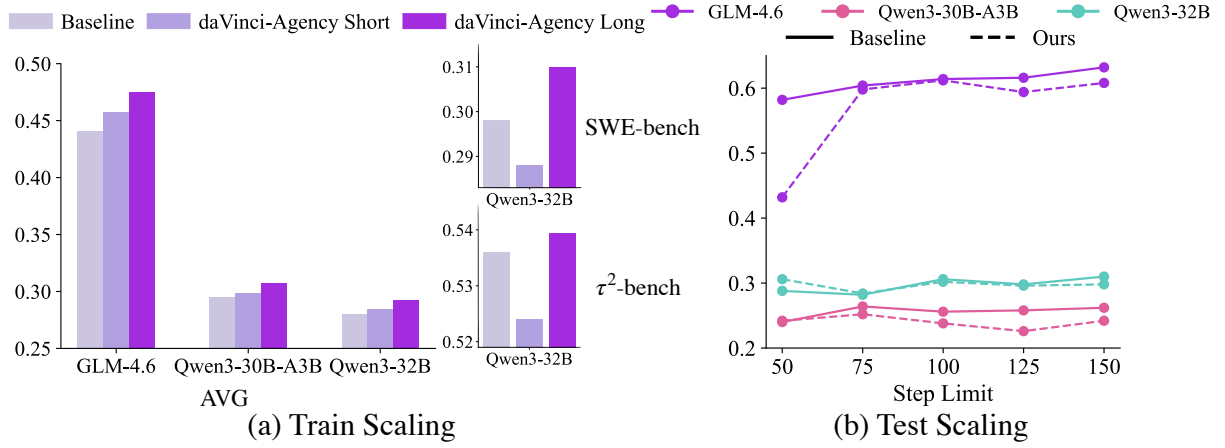 Baseline daVinci-Agency Short daVinci-Agency Long
0.50
0.45
0.40
0.35
0.30
0.25
GLM-4.6 Qwen3-30B-A3B Qwen3-32B
AVG
0.31
0.30
0.29
Qwen3-32B
SWE-bench
0.54
0.53
0.52
Qwen3-32B
τ²-bench
(a) Train Scaling
GLM-4.6 Qwen3-30B-A3B Qwen3-32B
Baseline Ours
0.6
0.5
0.4
0.3
0.2
50 75 100 125 150
Step Limit
(b) Test Scaling